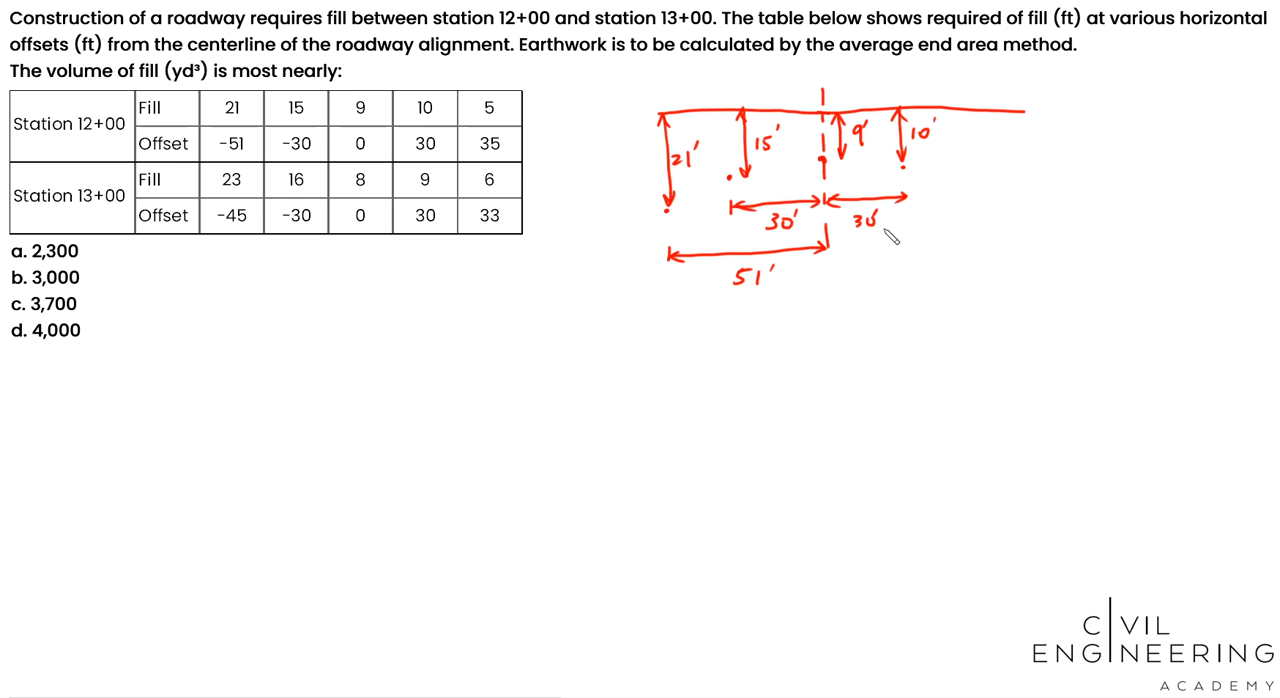 Construction of a roadway requires fill between station 12+00 and station 13+00. The table below shows required of fill (ft) at various horizontal
offsets (ft) from the centerline of the roadway alignment. Earthwork is to be calculated by the average end area method.
The volume of fill (yd³) is most nearly:
Station 12+00 Fill 21 15 9 10 5
Offset -51 -30 0 30 35
Station 13+00 Fill 23 16 8 9 6
Offset -45 -30 0 30 33
a. 2,300
b. 3,000
c. 3,700
d. 4,000
21' 15' 9' 10'
30' 30'
51'
CIVIL
ENGINEERING
ACADEMY